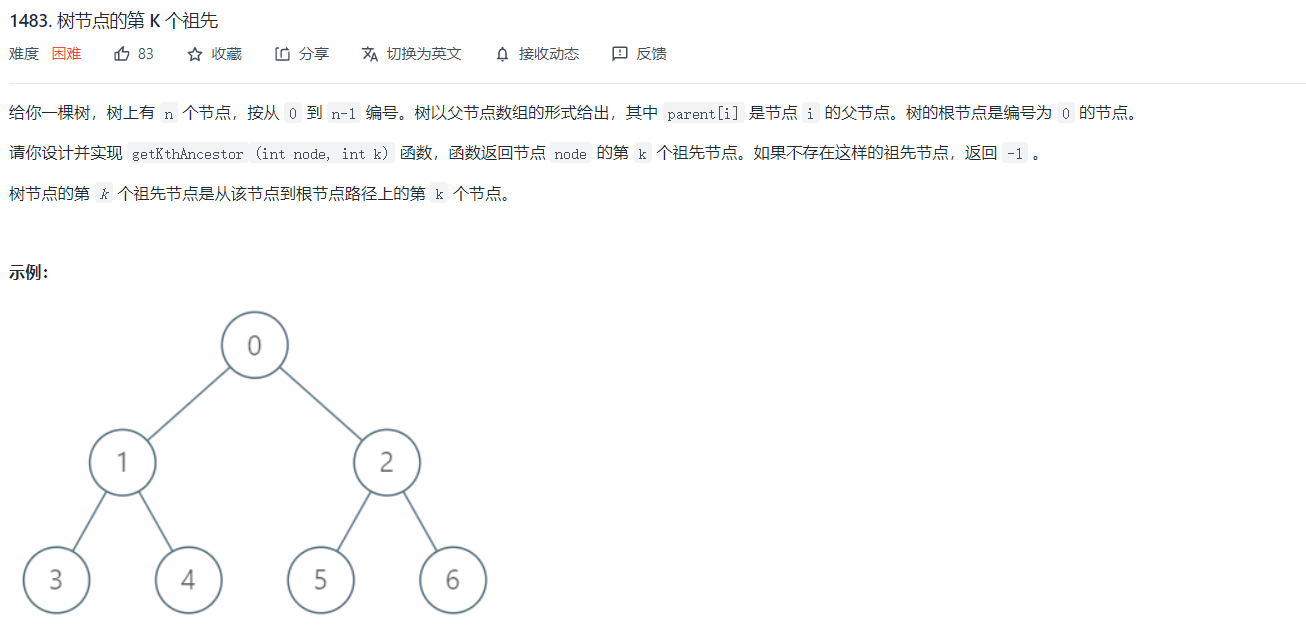 1483. 树节点的第 K 个祖先
难度 困难 83 收藏 分享 切换为英文 接收动态 反馈
给你一棵树，树上有 n 个节点，按从 0 到 n-1 编号。树以父节点数组的形式给出，其中 parent[i] 是节点 i 的父节点。树的根节点是编号为 0 的节点。
请你设计并实现 getKthAncestor (int node, int k) 函数，函数返回节点 node 的第 k 个祖先节点。如果不存在这样的祖先节点，返回 -1 。
树节点的第 k 个祖先节点是从该节点到根节点路径上的第 k 个节点。
示例：
0
1 2
3 4 5 6